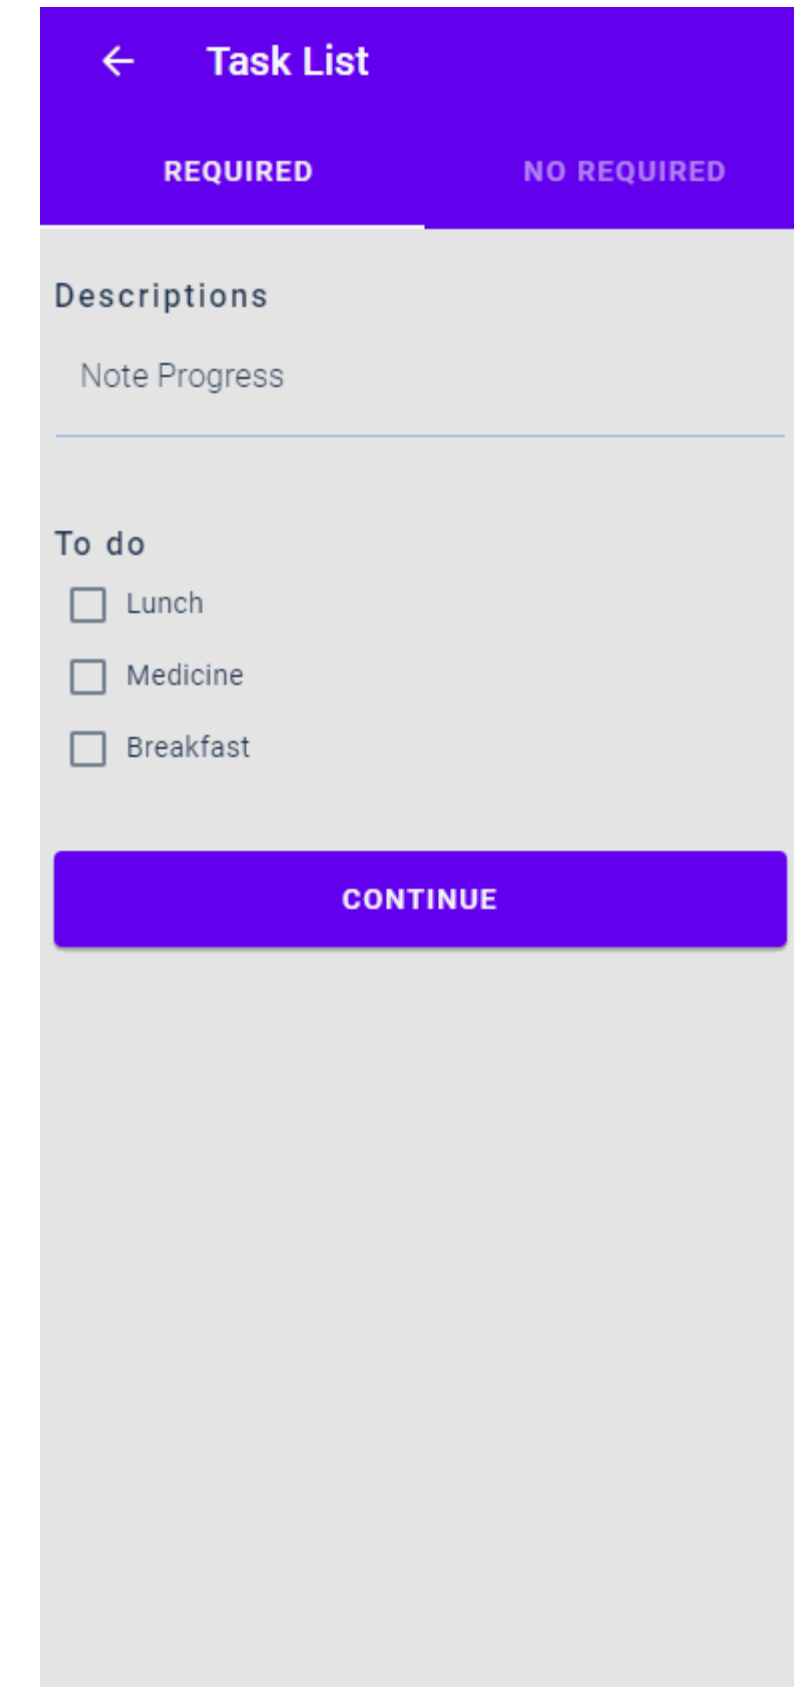 Task List
REQUIRED
NO REQUIRED
Descriptions
Note Progress
To do
Lunch
Medicine
Breakfast
CONTINUE